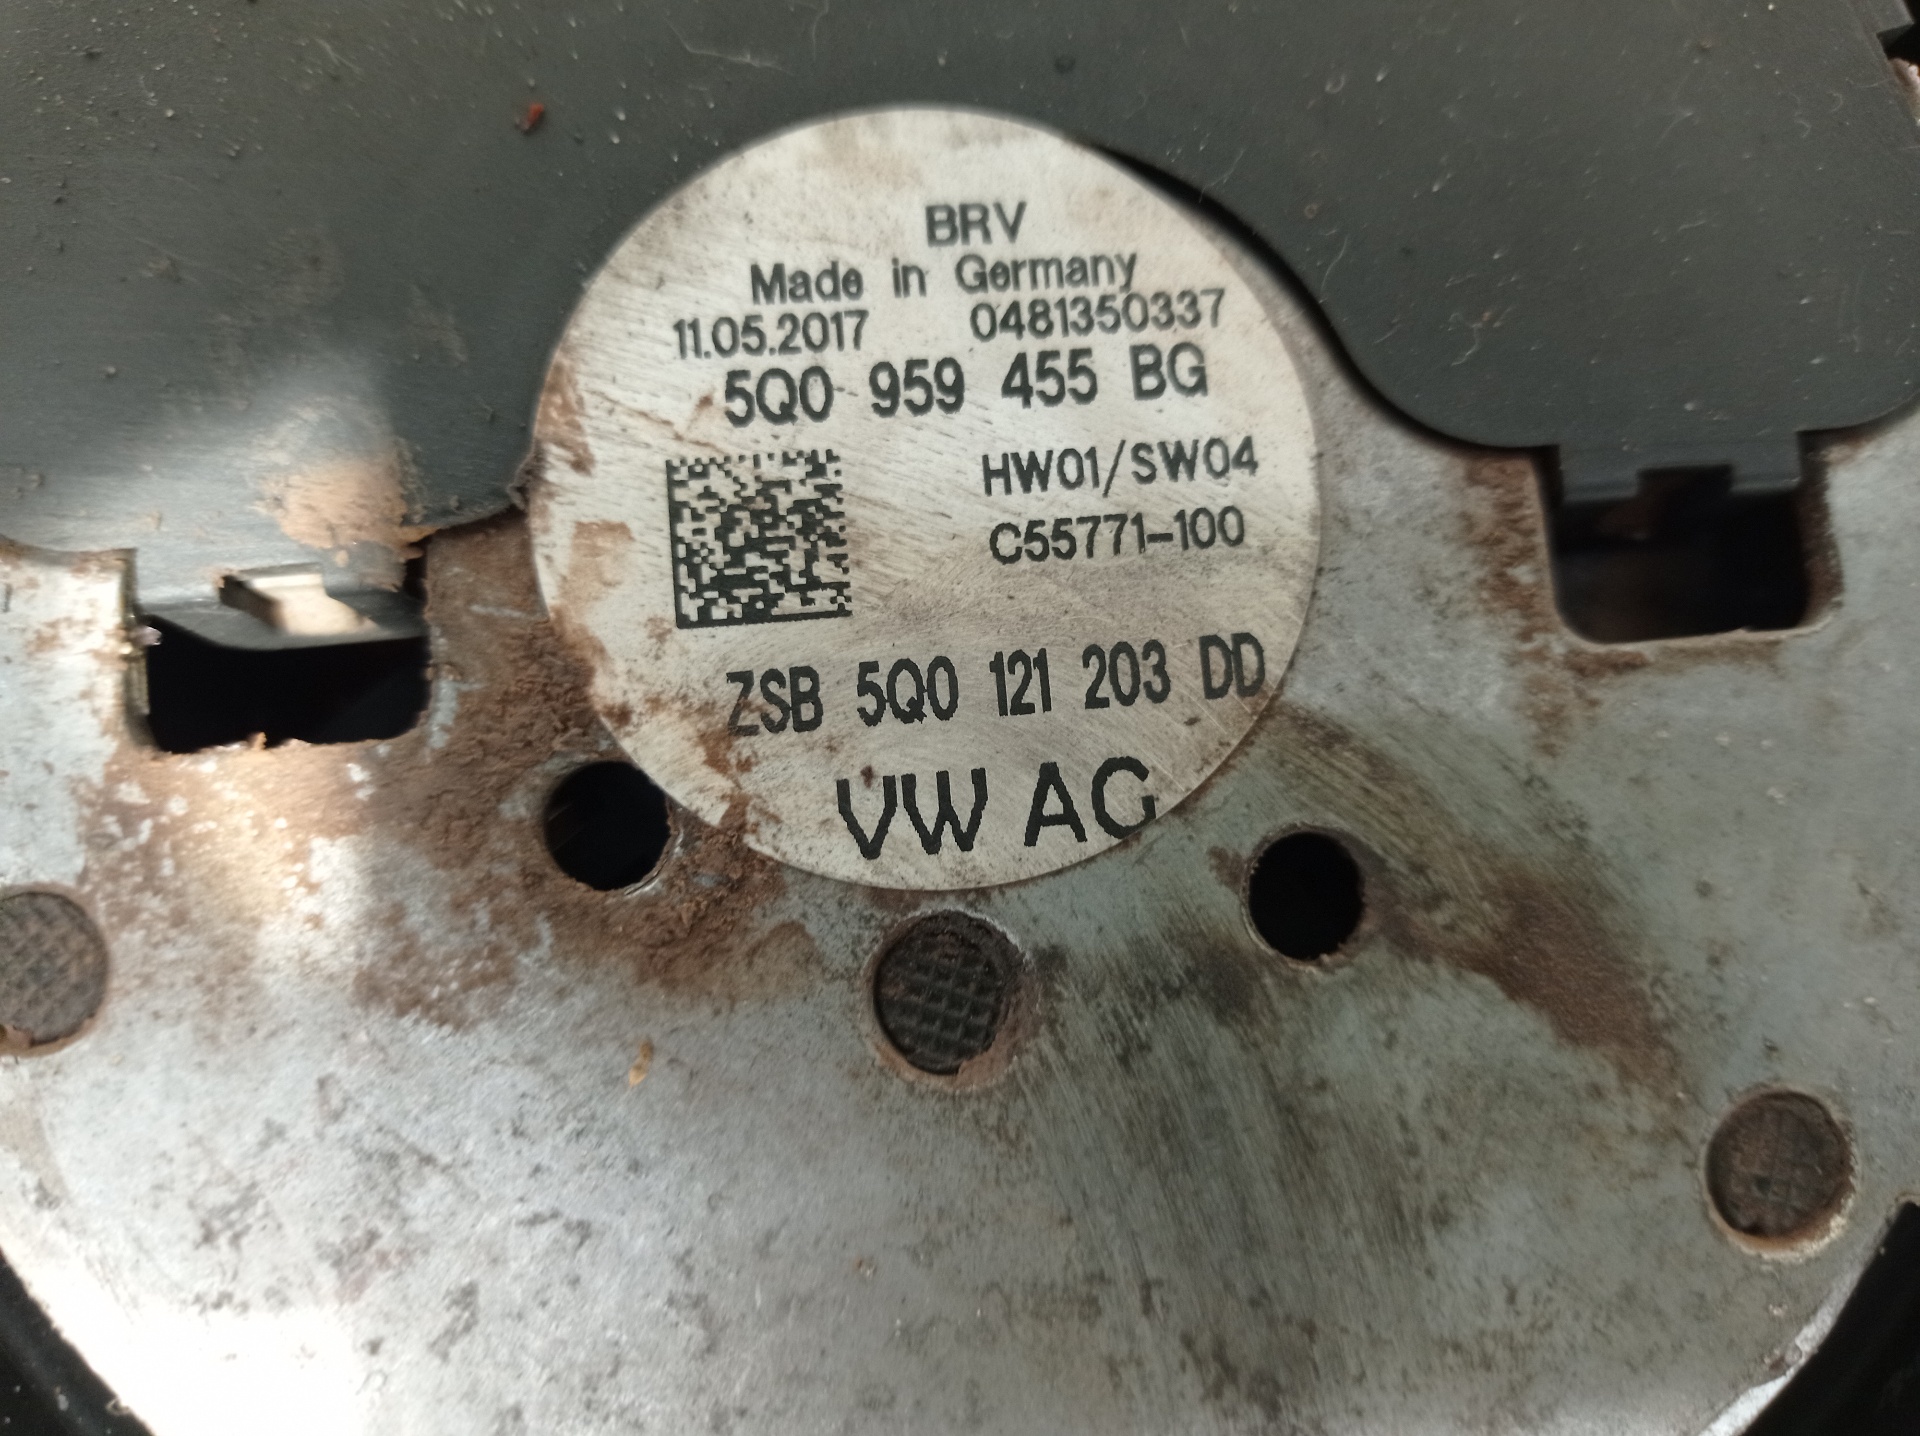 BRV
Made in Germany
11.05.2017 0481350337
5Q0 959 455 BG
HW01/SW04
C55771-100
ZSB 5Q0 121 203 DD
VW AG